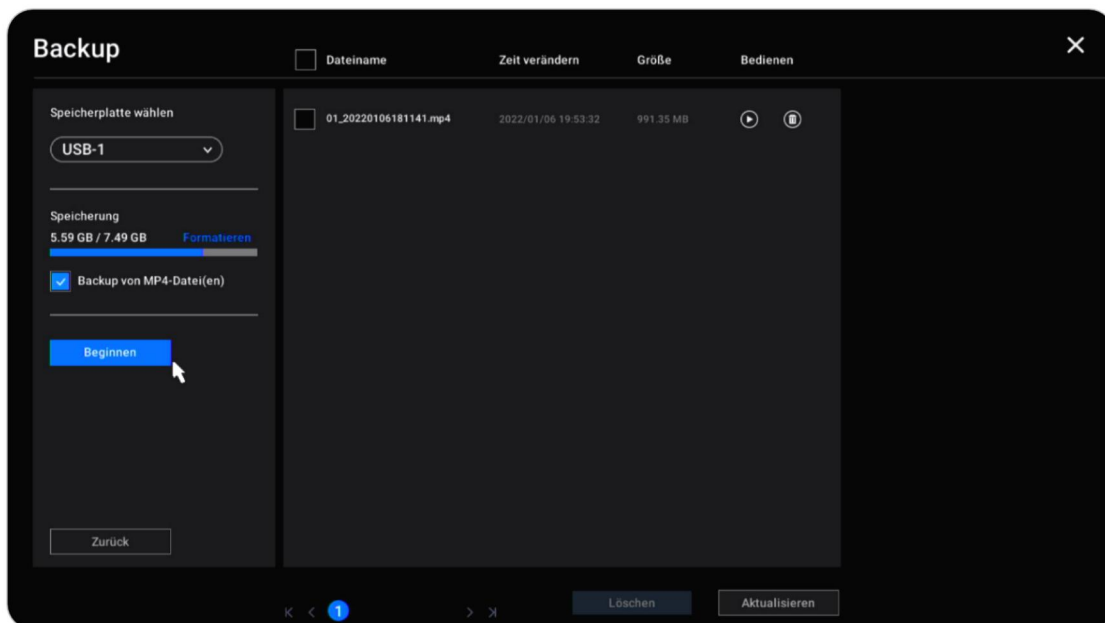 Backup
Dateiname Zeit verändern Größe Bedienen
Speicherplatte wählen
USB-1
01_20220106181141.mp4 2022/01/06 19:53:32 991.35 MB
Speicherung
5.59 GB / 7.49 GB Formatieren
Backup von MP4-Datei(en)
Beginnen
Zurück
1
Löschen Aktualisieren